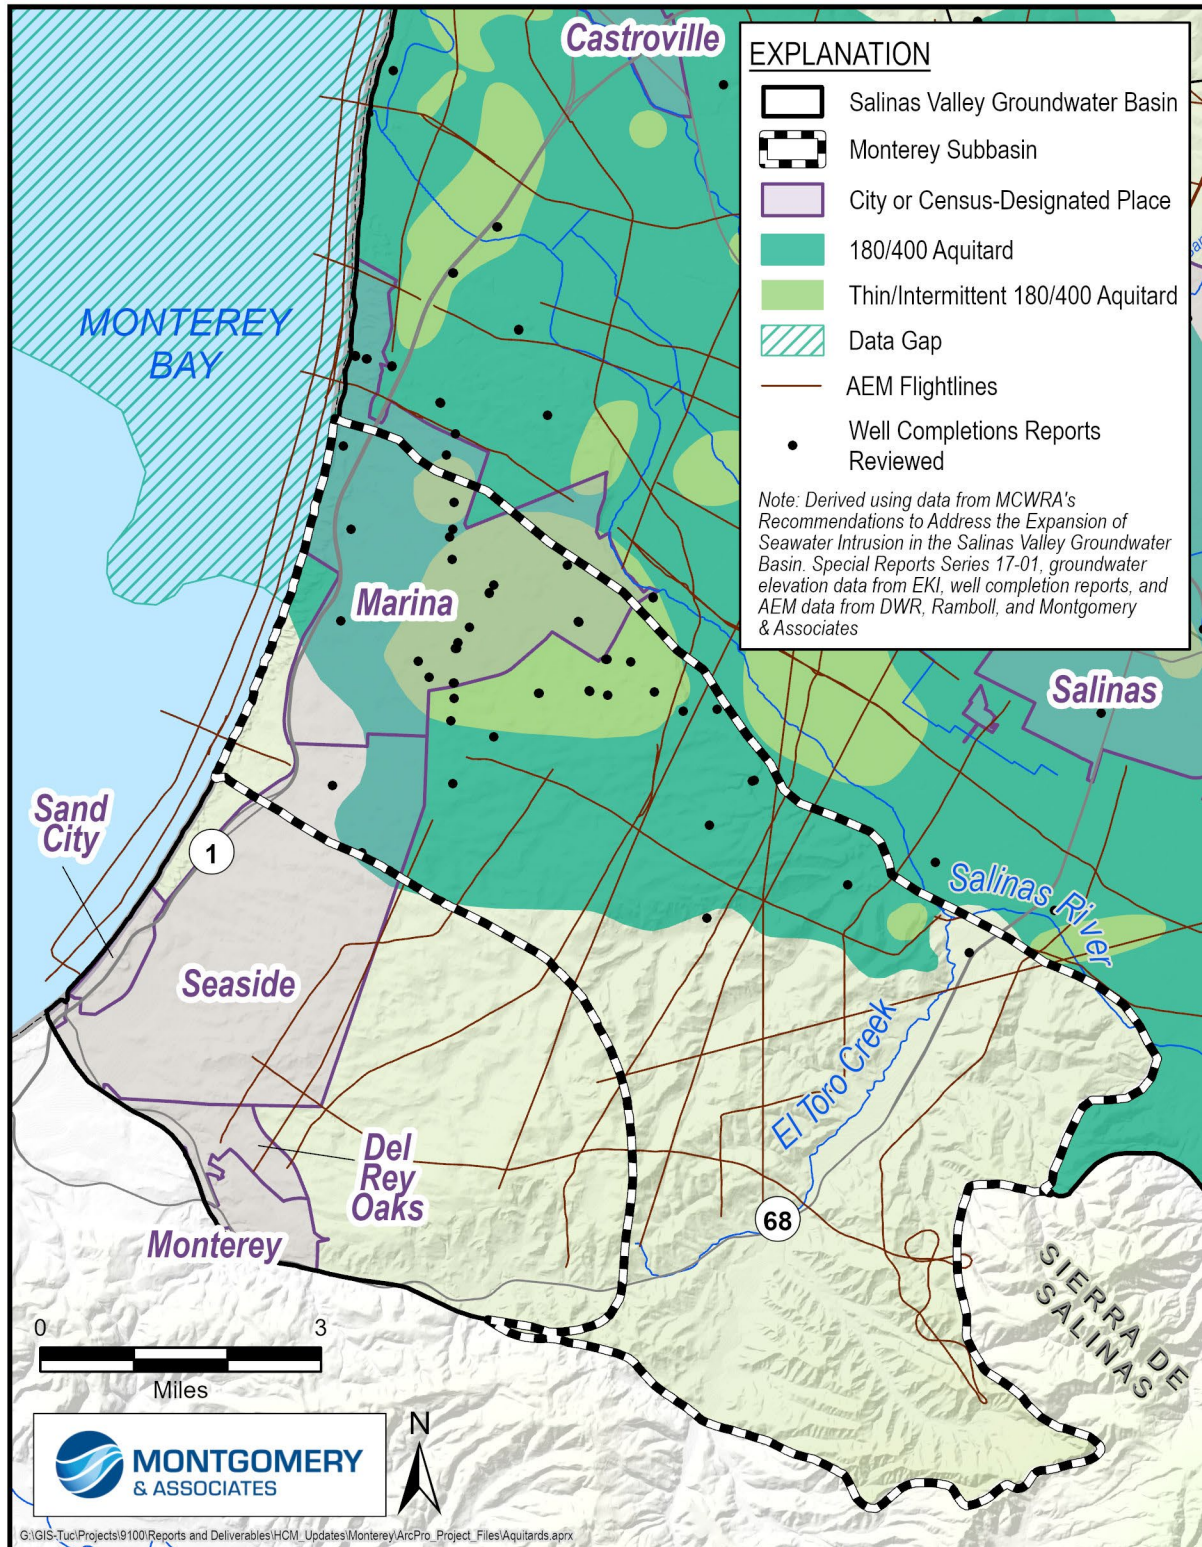 Castroville
EXPLANATION
Salinas Valley Groundwater Basin
Monterey Subbasin
City or Census-Designated Place
180/400 Aquitard
Thin/Intermittent 180/400 Aquitard
Data Gap
AEM Flightlines
Well Completions Reports
Reviewed
Note: Derived using data from MCWRA's
Recommendations to Address the Expansion of
Seawater Intrusion in the Salinas Valley Groundwater
Basin. Special Reports Series 17-01, groundwater
elevation data from EKI, well completion reports, and
AEM data from DWR, Ramboll, and Montgomery
& Associates
MONTEREY
BAY
Marina
Salinas
Sand
City
1
Salinas River
Seaside
El Toro Creek
Del
Rey
Oaks
68
Monterey
SIERRA DE
SALINAS
0 3
Miles
N
MONTGOMERY
& ASSOCIATES
G:\GIS-Tuc\Projects\9100\Reports and Deliverables\HCM_Updates\Monterey\ArcPro_Project_Files\Aquitards.aprx